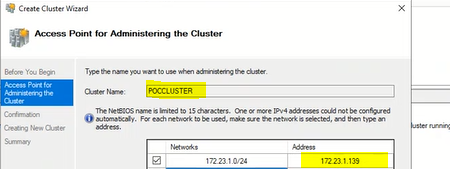 Create Cluster Wizard
Access Point for Administering the Cluster
Before You Begin
Access Point for
Administering the
Cluster
Confirmation
Creating New Cluster
Summary
Type the name you want to use when administering the cluster.
Cluster Name:
POCCLUSTER
The NetBIOS name is limited to 15 characters. One or more IPv4 addresses could not be configured
automatically. For each network to be used, make sure the network is selected, and then type an
address.
Networks
Address
172.23.1.0/24
172.23.1.139
cluster running